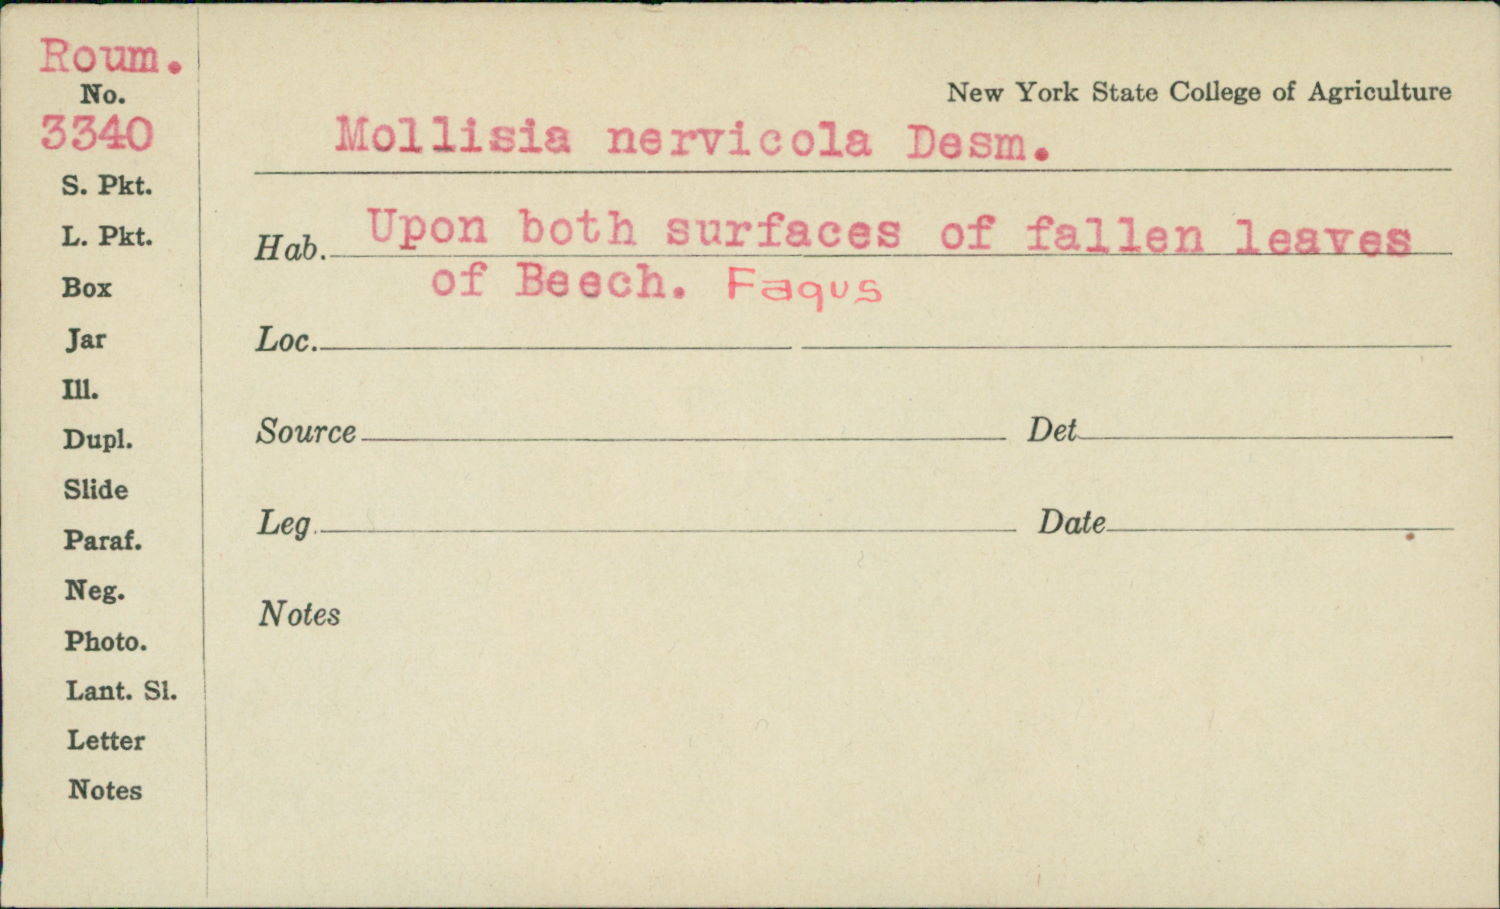 Roum.
No.
3340
S. Pkt.
L. Pkt.
Box
Jar
Ill.
Dupl.
Slide
Paraf.
Neg.
Photo.
Lant. Sl.
Letter
Notes
New York State College of Agriculture
Mollisia nervicola Desm.
Hab. Upon both surfaces of fallen leaves
of Beech. Fagus
Loc.
Source Det
Leg. Date
Notes